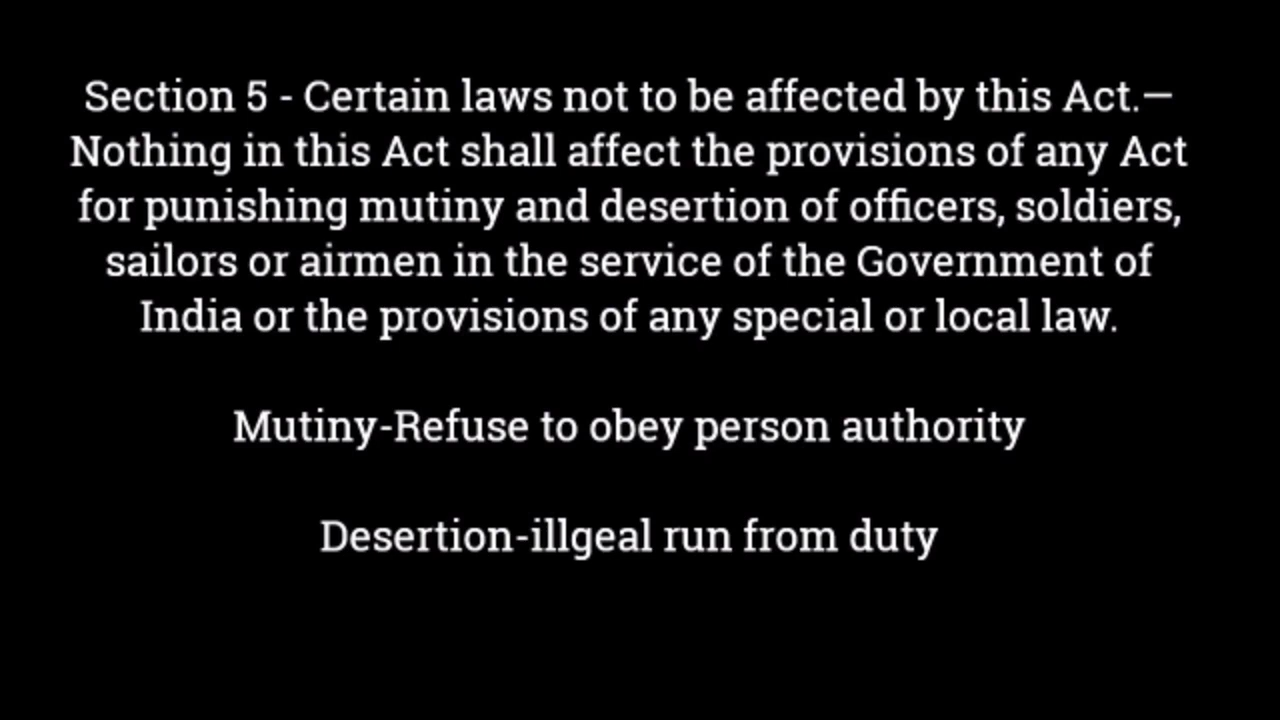 Section 5 - Certain laws not to be affected by this Act.—
Nothing in this Act shall affect the provisions of any Act
for punishing mutiny and desertion of officers, soldiers,
sailors or airmen in the service of the Government of
India or the provisions of any special or local law.
Mutiny-Refuse to obey person authority
Desertion-illgeal run from duty